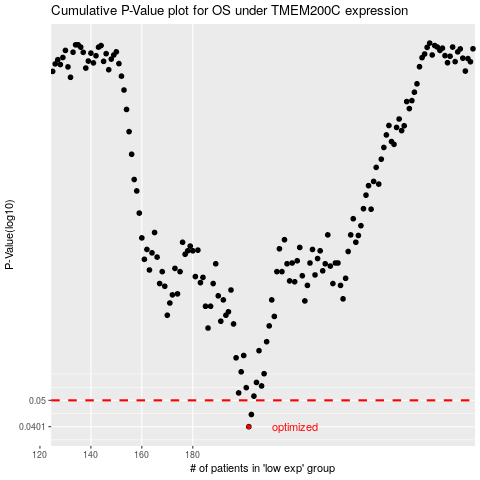 Cumulative P-Value plot for OS under TMEM200C expression
P-Value(log10)
0.05
0.0401
optimized
120 140 160 180
# of patients in 'low exp' group